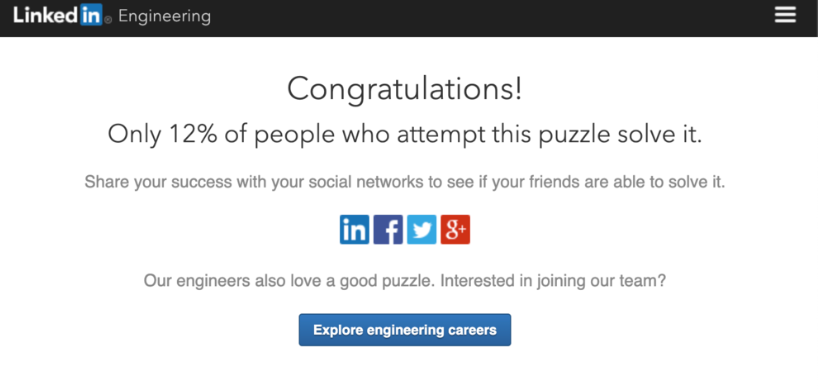 Linked in® Engineering
Congratulations!
Only 12% of people who attempt this puzzle solve it.
Share your success with your social networks to see if your friends are able to solve it.
in f g+
Our engineers also love a good puzzle. Interested in joining our team?
Explore engineering careers